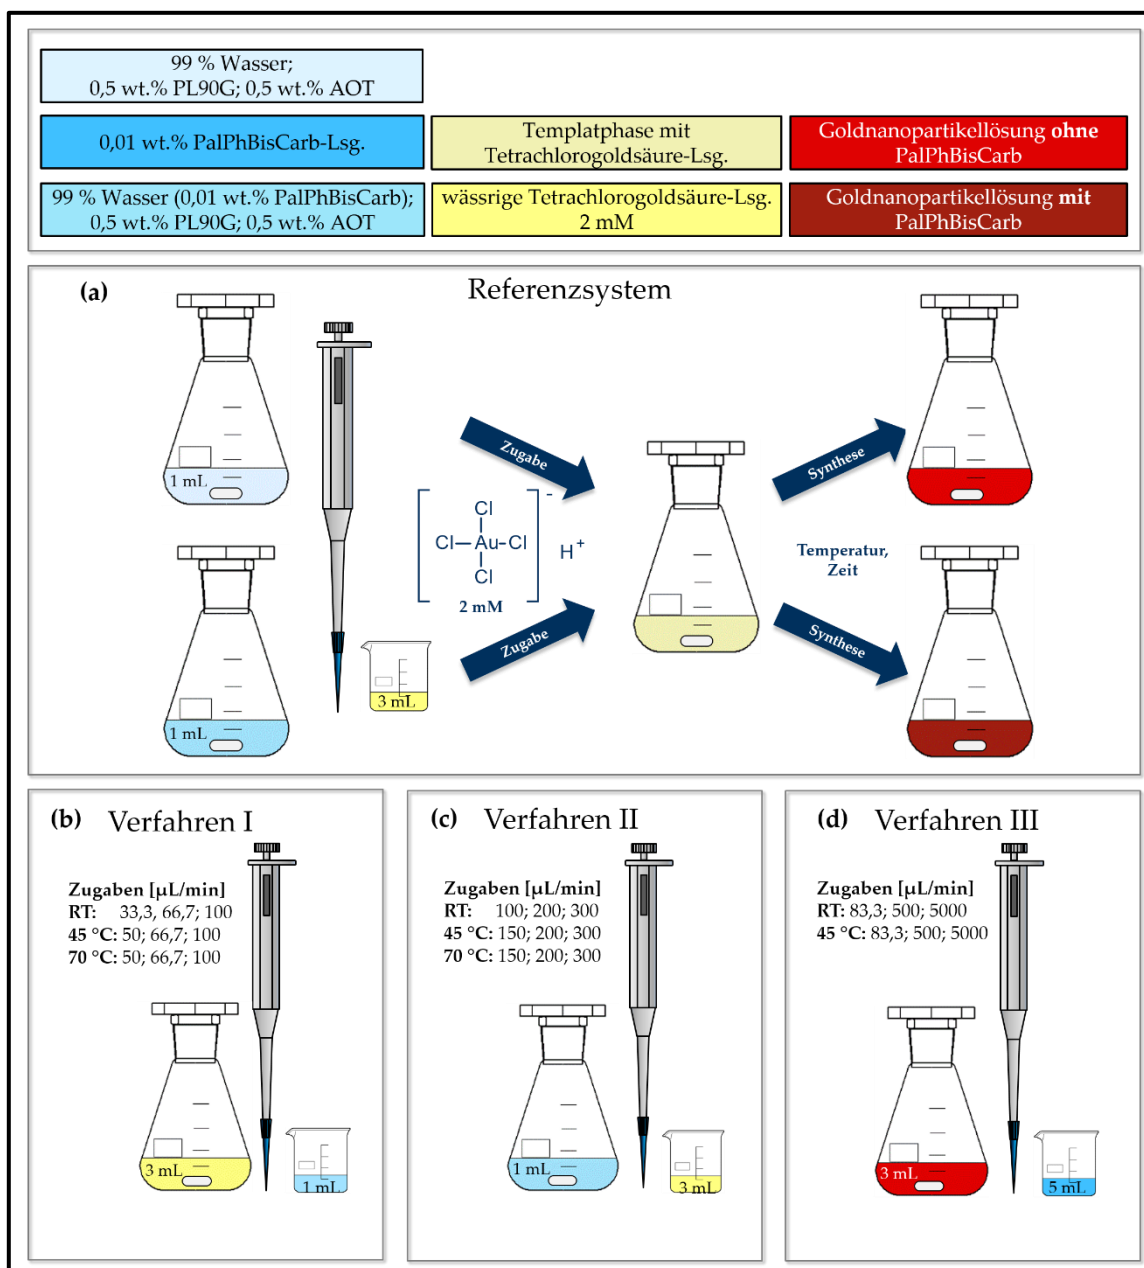 99 % Wasser;
0,5 wt.% PL90G; 0,5 wt.% AOT
0,01 wt.% PalPhBisCarb-Lsg.
Templatphase mit
Tetrachlorogoldsäure-Lsg.
Goldnanopartikellösung ohne
PalPhBisCarb
99 % Wasser (0,01 wt.% PalPhBisCarb);
0,5 wt.% PL90G; 0,5 wt.% AOT
wässrige Tetrachlorogoldsäure-Lsg.
2 mM
Goldnanopartikellösung mit
PalPhBisCarb
(a) Referenzsystem
1 mL
Zugabe
Synthese
Cl
Cl Au Cl
Cl
-
H+
2 mM
Temperatur,
Zeit
Zugabe
Synthese
3 mL
1 mL
(b) Verfahren I
Zugaben [µL/min]
RT: 33,3, 66,7; 100
45 °C: 50; 66,7; 100
70 °C: 50; 66,7; 100
3 mL
1 mL
(c) Verfahren II
Zugaben [µL/min]
RT: 100; 200; 300
45 °C: 150; 200; 300
70 °C: 150; 200; 300
1 mL
3 mL
(d) Verfahren III
Zugaben [µL/min]
RT: 83,3; 500; 5000
45 °C: 83,3; 500; 5000
3 mL
5 mL